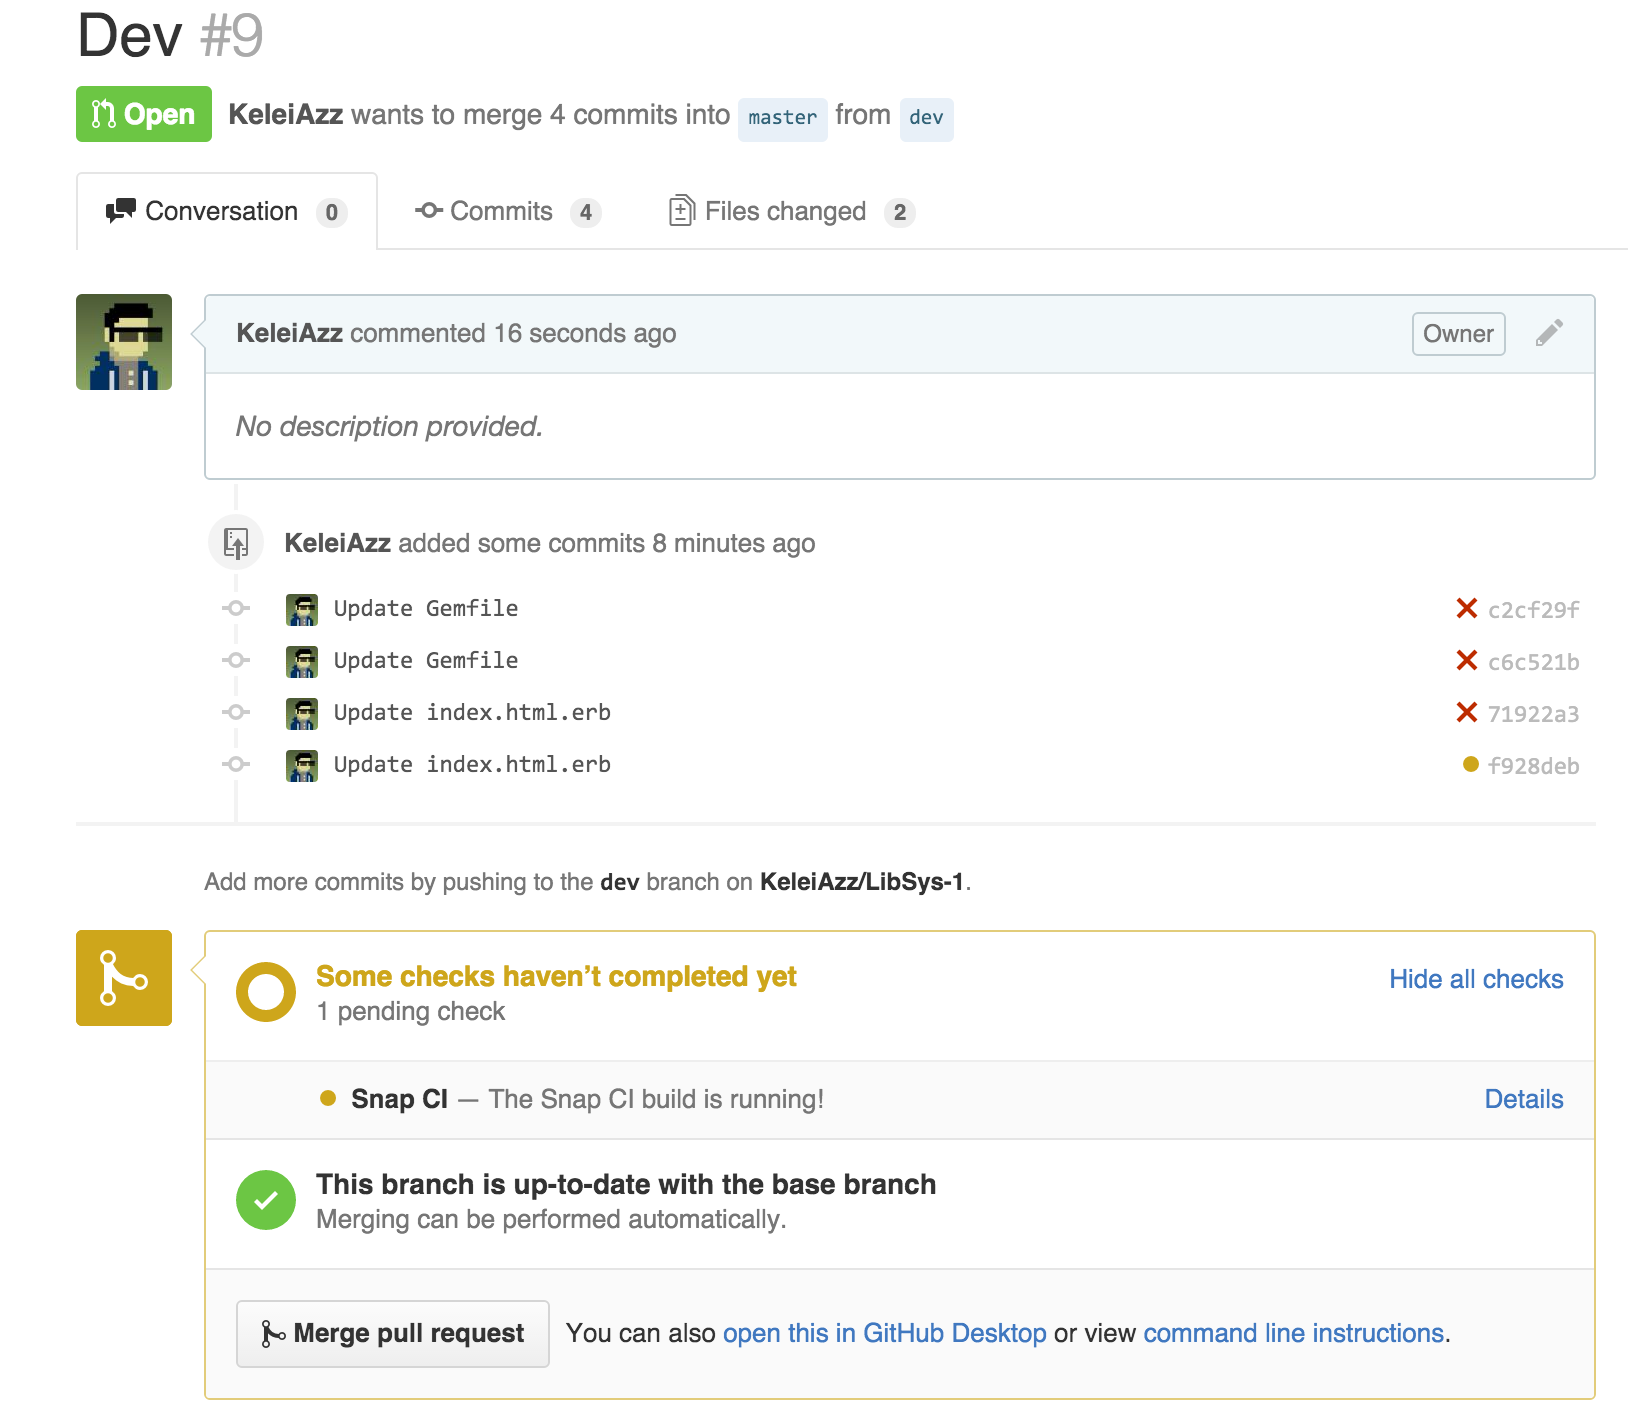 Dev #9
Open KeleiAzz wants to merge 4 commits into master from dev
Conversation 0 Commits 4 Files changed 2
KeleiAzz commented 16 seconds ago Owner
No description provided.
KeleiAzz added some commits 8 minutes ago
Update Gemfile c2cf29f
Update Gemfile c6c521b
Update index.html.erb 71922a3
Update index.html.erb f928deb
Add more commits by pushing to the dev branch on KeleiAzz/LibSys-1.
Some checks haven’t completed yet Hide all checks
1 pending check
Snap CI — The Snap CI build is running! Details
This branch is up-to-date with the base branch
Merging can be performed automatically.
Merge pull request You can also open this in GitHub Desktop or view command line instructions.